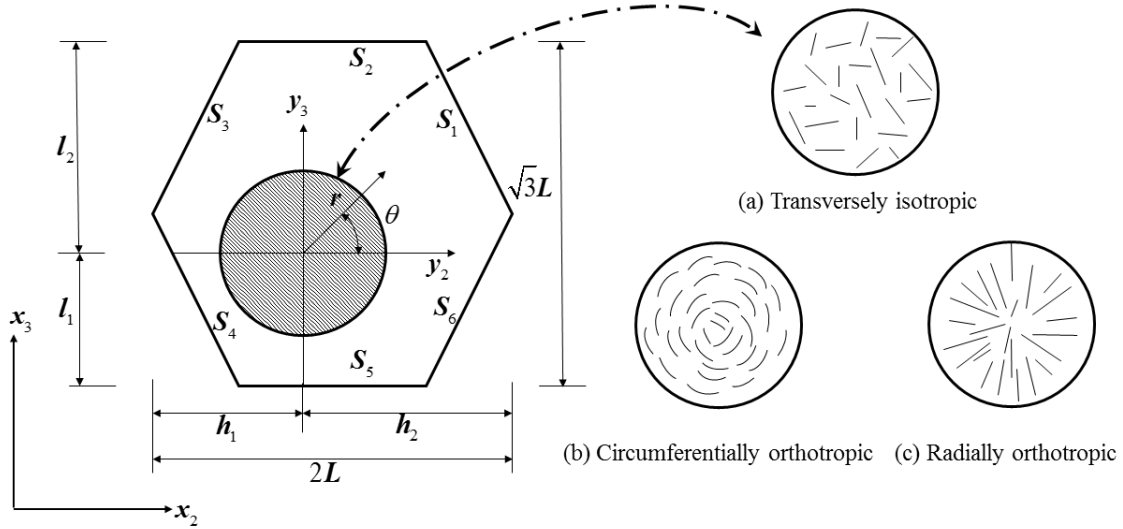 S₂
S₃
S₁
y₃
l₂
√3L
r
θ
(a) Transversely isotropic
y₂
l₁
S₄
S₆
x₃
S₅
h₁
h₂
(b) Circumferentially orthotropic
(c) Radially orthotropic
2L
x₂